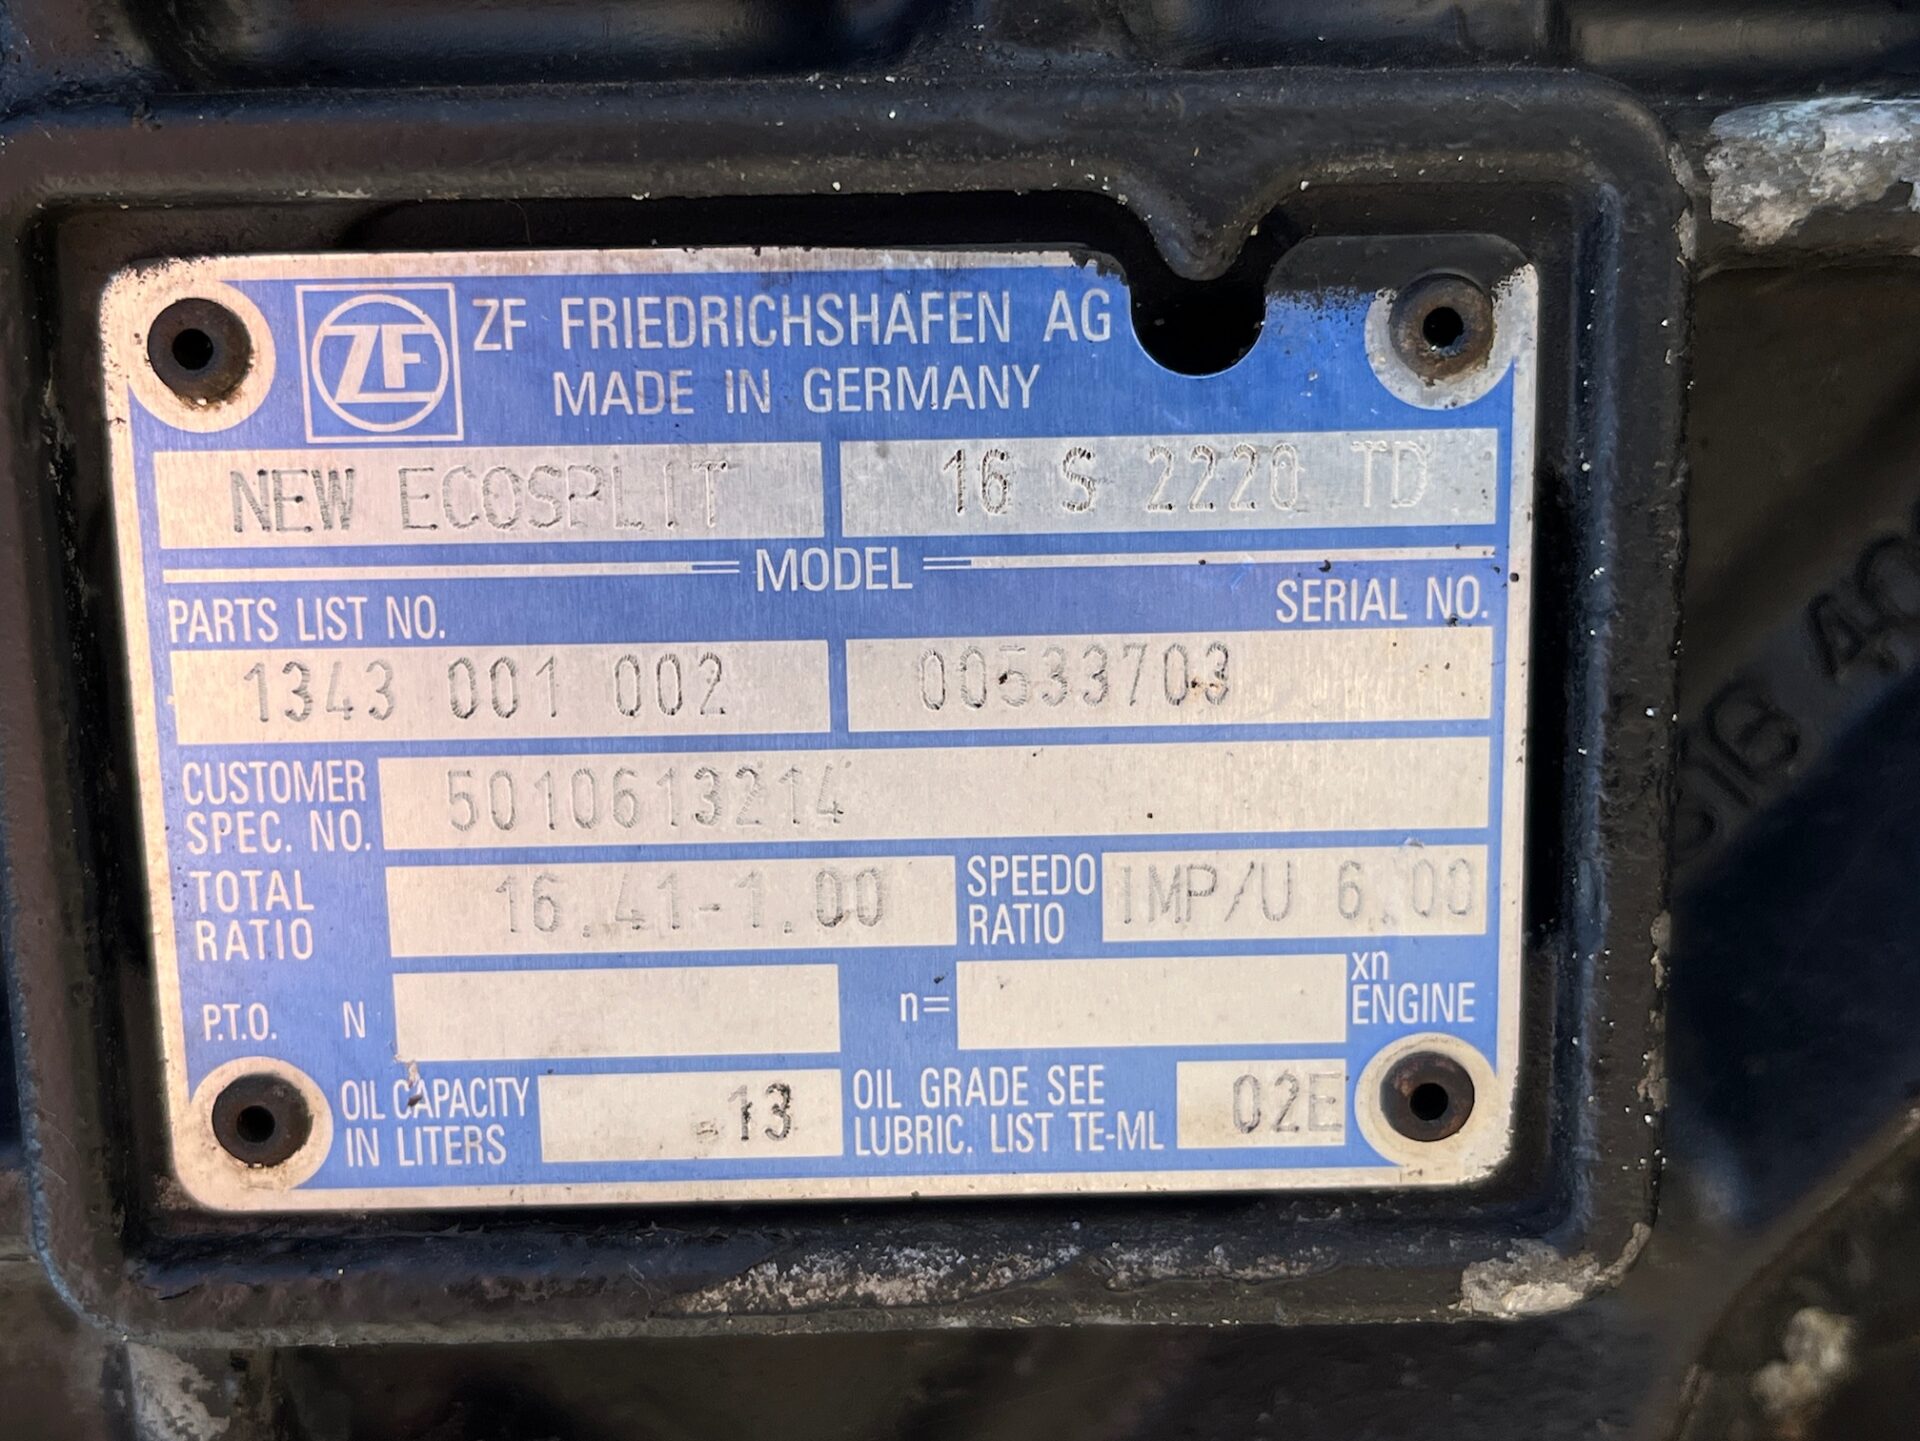 ZF
ZF FRIEDRICHSHAFEN AG
MADE IN GERMANY
NEW ECOSPLIT 16 S 2220 TD
MODEL
PARTS LIST NO. SERIAL NO.
1343 001 002 00533703
CUSTOMER
SPEC. NO. 5010613214
TOTAL
RATIO 16.41-1.00
SPEEDO
RATIO IMP/U 6.00
P.T.O. N n= xn
ENGINE
OIL CAPACITY
IN LITERS 13
OIL GRADE SEE
LUBRIC. LIST TE-ML 02E